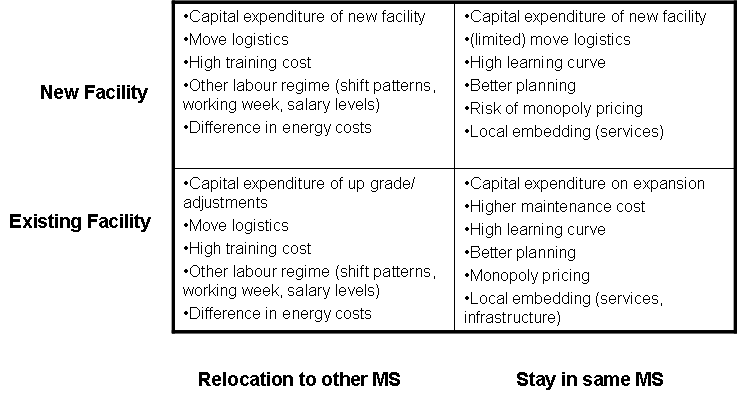 New Facility
•Capital expenditure of new facility
•Move logistics
•High training cost
•Other labour regime (shift patterns,
working week, salary levels)
•Difference in energy costs
•Capital expenditure of new facility
•(limited) move logistics
•High learning curve
•Better planning
•Risk of monopoly pricing
•Local embedding (services)
Existing Facility
•Capital expenditure of up grade/
adjustments
•Move logistics
•High training cost
•Other labour regime (shift patterns,
working week, salary levels)
•Difference in energy costs
•Capital expenditure on expansion
•Higher maintenance cost
•High learning curve
•Better planning
•Monopoly pricing
•Local embedding (services,
infrastructure)
Relocation to other MS
Stay in same MS